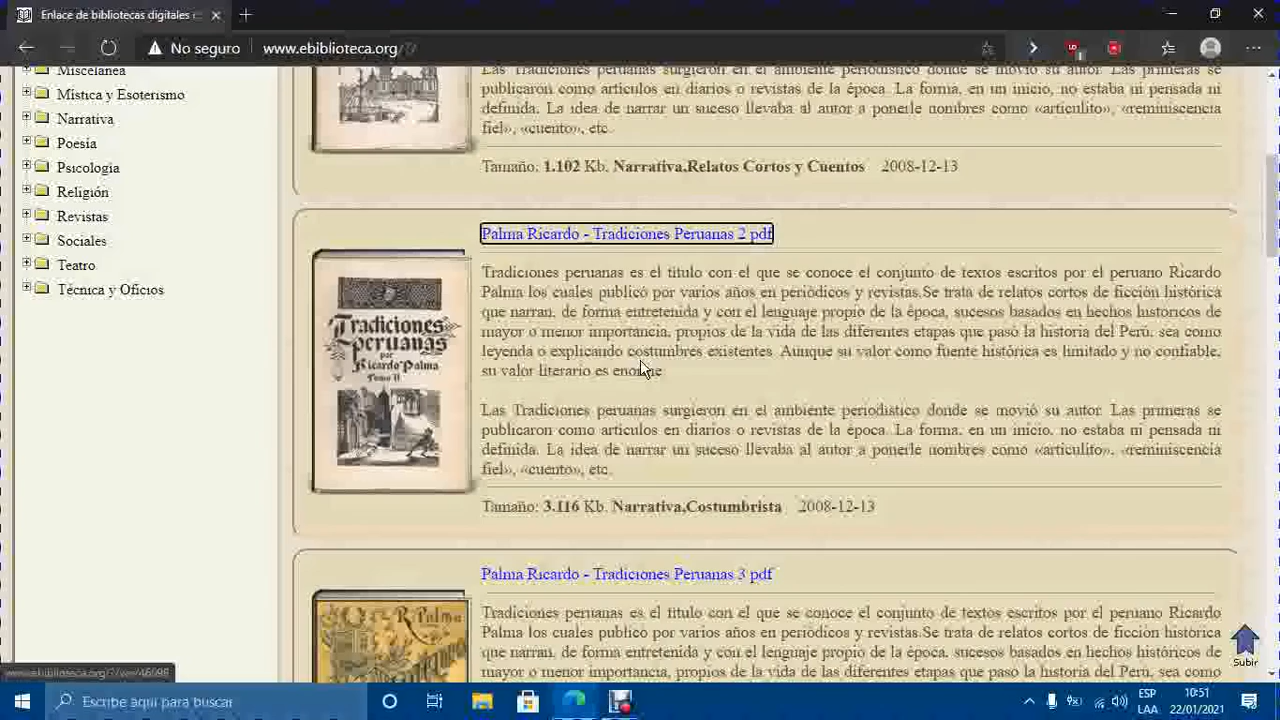 Enlace de bibliotecas digitales
No seguro
www.ebiblioteca.org
Miscelánea
Mística y Esoterismo
Narrativa
Poesía
Psicología
Religión
Revistas
Sociales
Teatro
Técnica y Oficios
Las Tradiciones peruanas surgieron en el ambiente periodístico donde se movió su autor. Las primeras se
publicaron como artículos en diarios o revistas de la época. La forma, en un inicio, no estaba ni pensada ni
definida. La idea de narrar un suceso llevaba al autor a ponerle nombres como «articulito», «reminiscencia
fiel», «cuento», etc.
Tamaño: 1.102 Kb. Narrativa,Relatos Cortos y Cuentos 2008-12-13
Palma Ricardo - Tradiciones Peruanas 2 pdf
Tradiciones
peruanas
por
Ricardo Palma
Tomo II
Tradiciones peruanas es el título con el que se conoce el conjunto de textos escritos por el peruano Ricardo
Palma los cuales publicó por varios años en periódicos y revistas.Se trata de relatos cortos de ficción histórica
que narran, de forma entretenida y con el lenguaje propio de la época, sucesos basados en hechos históricos de
mayor o menor importancia, propios de la vida de las diferentes etapas que pasó la historia del Perú, sea como
leyenda o explicando costumbres existentes. Aunque su valor como fuente histórica es limitado y no confiable,
su valor literario es enorme
Las Tradiciones peruanas surgieron en el ambiente periodístico donde se movió su autor. Las primeras se
publicaron como artículos en diarios o revistas de la época. La forma, en un inicio, no estaba ni pensada ni
definida. La idea de narrar un suceso llevaba al autor a ponerle nombres como «articulito», «reminiscencia
fiel», «cuento», etc.
Tamaño: 3.116 Kb. Narrativa,Costumbrista 2008-12-13
Palma Ricardo - Tradiciones Peruanas 3 pdf
R. Palma
Tradiciones peruanas es el título con el que se conoce el conjunto de textos escritos por el peruano Ricardo
Palma los cuales publicó por varios años en periódicos y revistas.Se trata de relatos cortos de ficción histórica
que narran, de forma entretenida y con el lenguaje propio de la época, sucesos basados en hechos históricos de
mayor o menor importancia, propios de la vida de las diferentes etapas que pasó la historia del Perú, sea como
Subir
Escribe aquí para buscar
ESP
LAA
10:51
22/01/2021